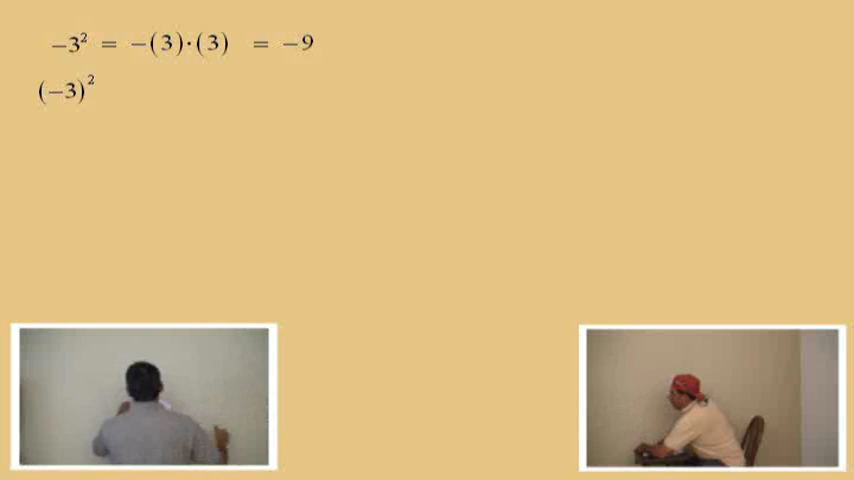 −3² = −(3)·(3) = −9
(−3)²